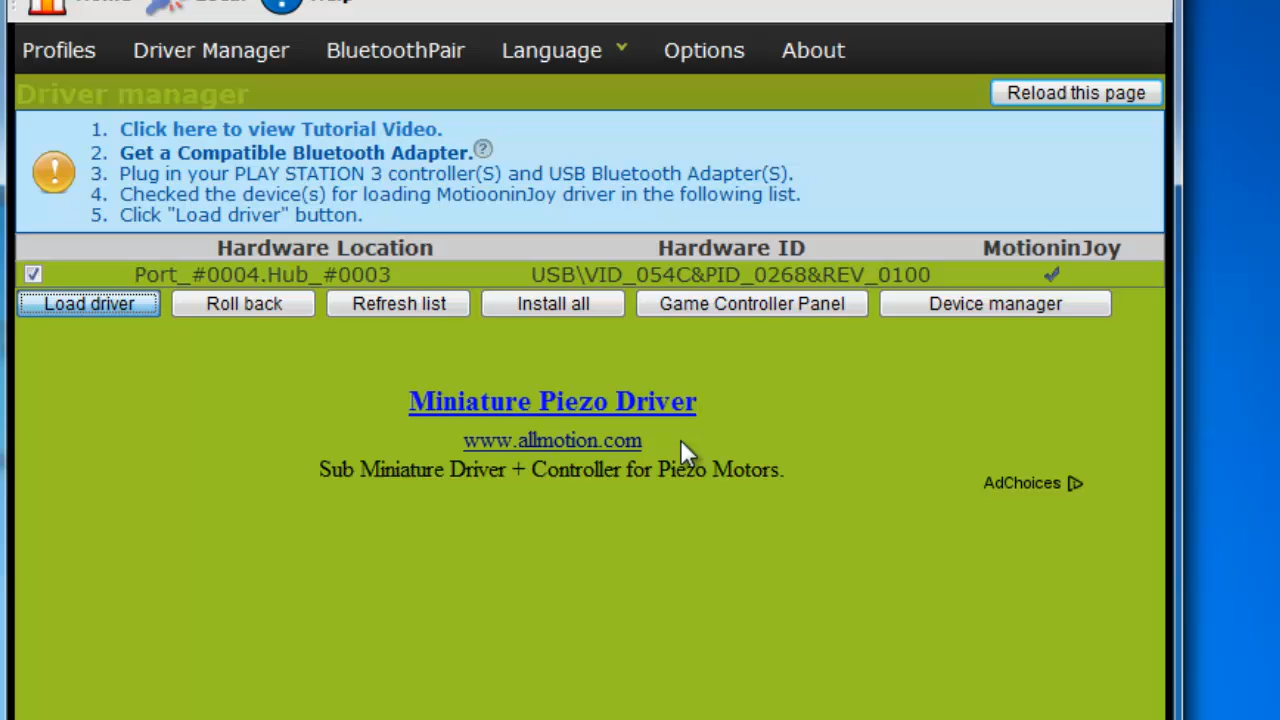 Profiles Driver Manager BluetoothPair Language Options About
Driver manager Reload this page
1. Click here to view Tutorial Video.
2. Get a Compatible Bluetooth Adapter.?
3. Plug in your PLAY STATION 3 controller(S) and USB Bluetooth Adapter(S).
4. Checked the device(s) for loading MotiooninJoy driver in the following list.
5. Click "Load driver" button.
Hardware Location Hardware ID MotioninJoy
Port_#0004.Hub_#0003 USB\VID_054C&PID_0268&REV_0100
Load driver Roll back Refresh list Install all Game Controller Panel Device manager
Miniature Piezo Driver
www.allmotion.com
Sub Miniature Driver + Controller for Piezo Motors.
AdChoices